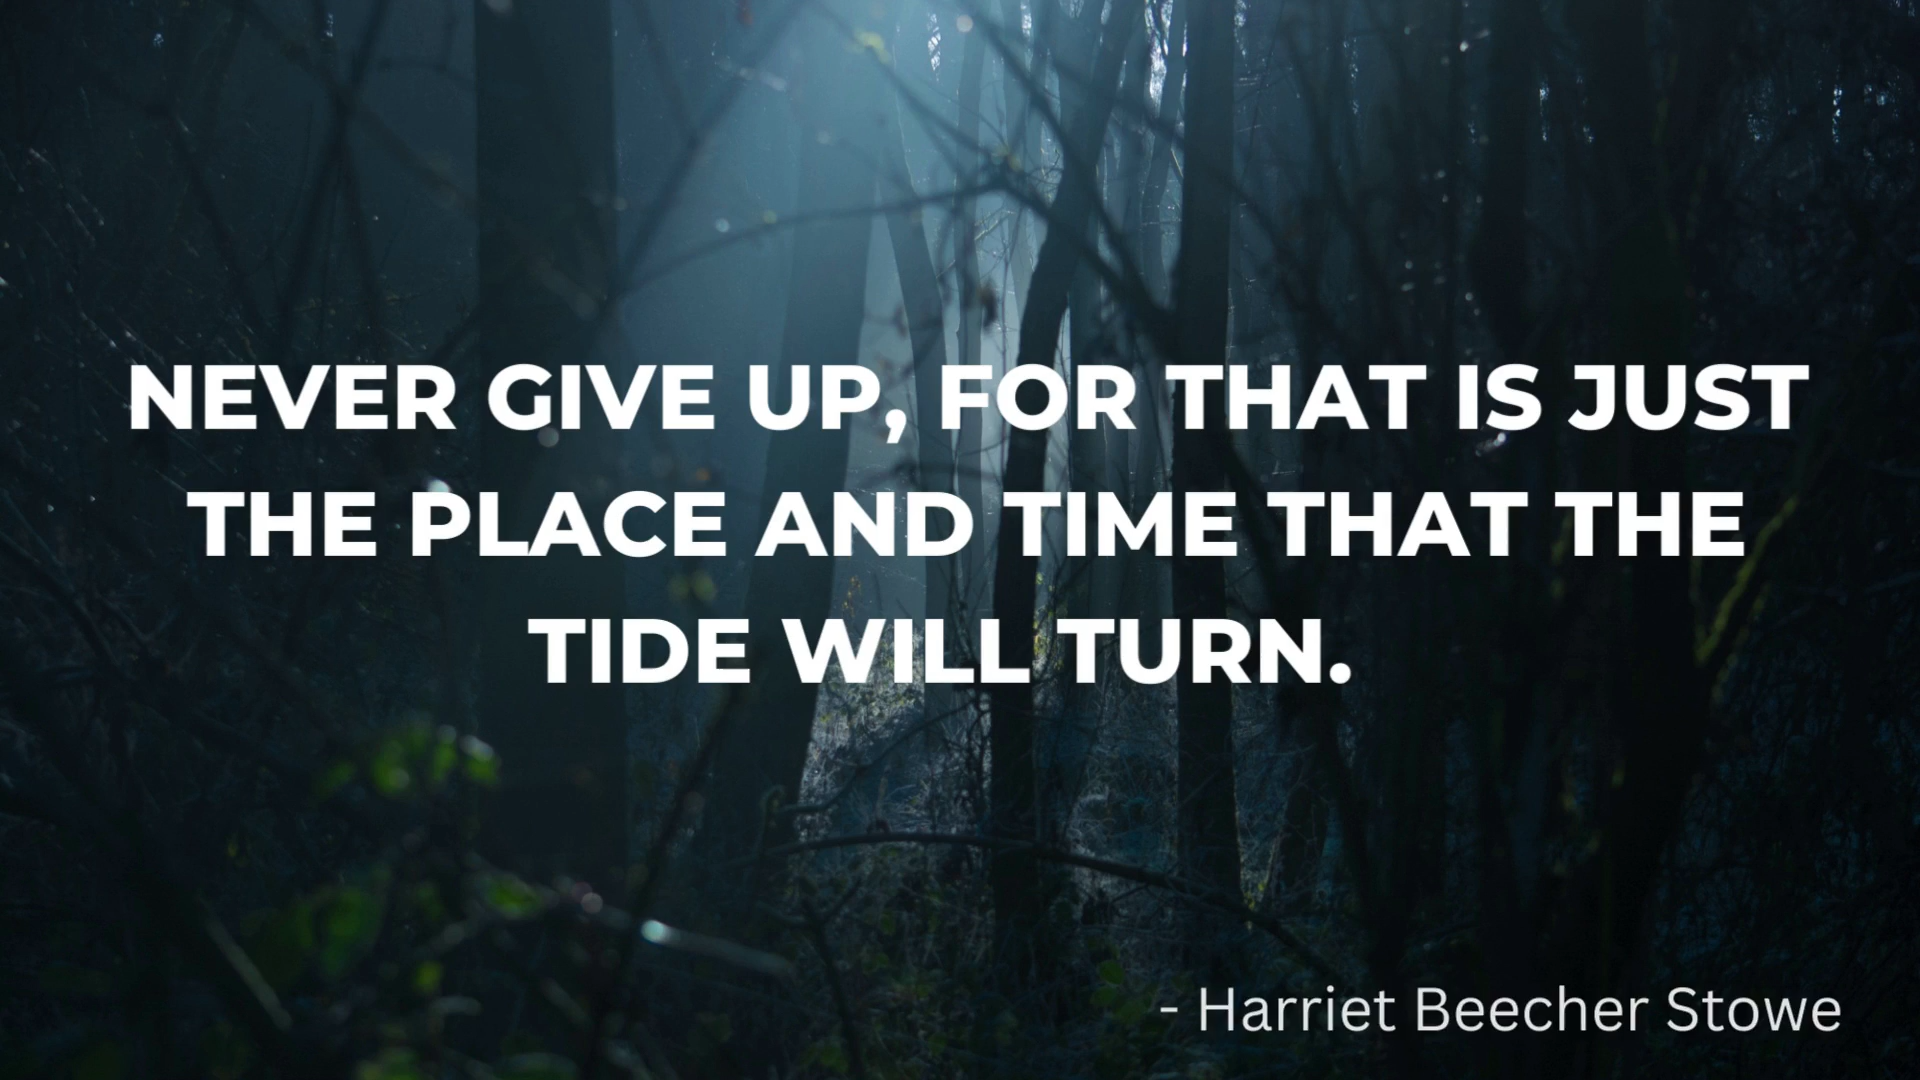 NEVER GIVE UP, FOR THAT IS JUST
THE PLACE AND TIME THAT THE
TIDE WILL TURN.
- Harriet Beecher Stowe